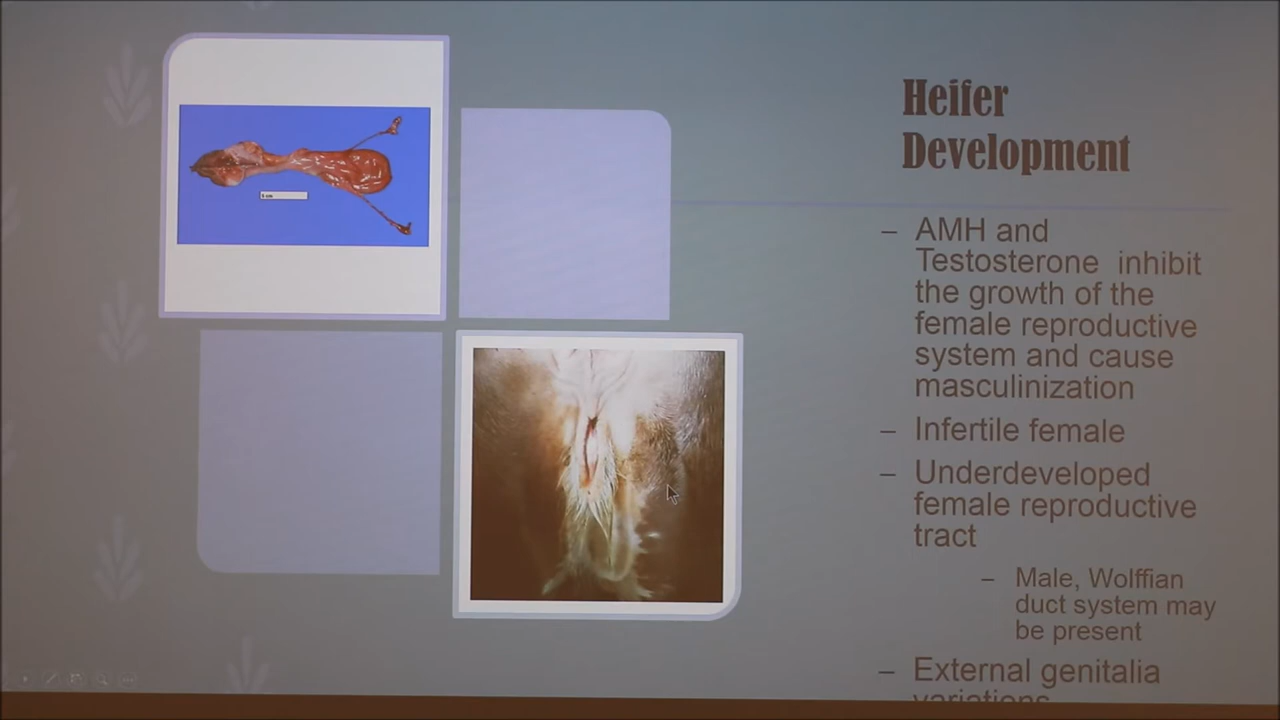 Heifer
Development
– AMH and
Testosterone inhibit
the growth of the
female reproductive
system and cause
masculinization
– Infertile female
– Underdeveloped
female reproductive
tract
– Male, Wolffian
duct system may
be present
– External genitalia
variations